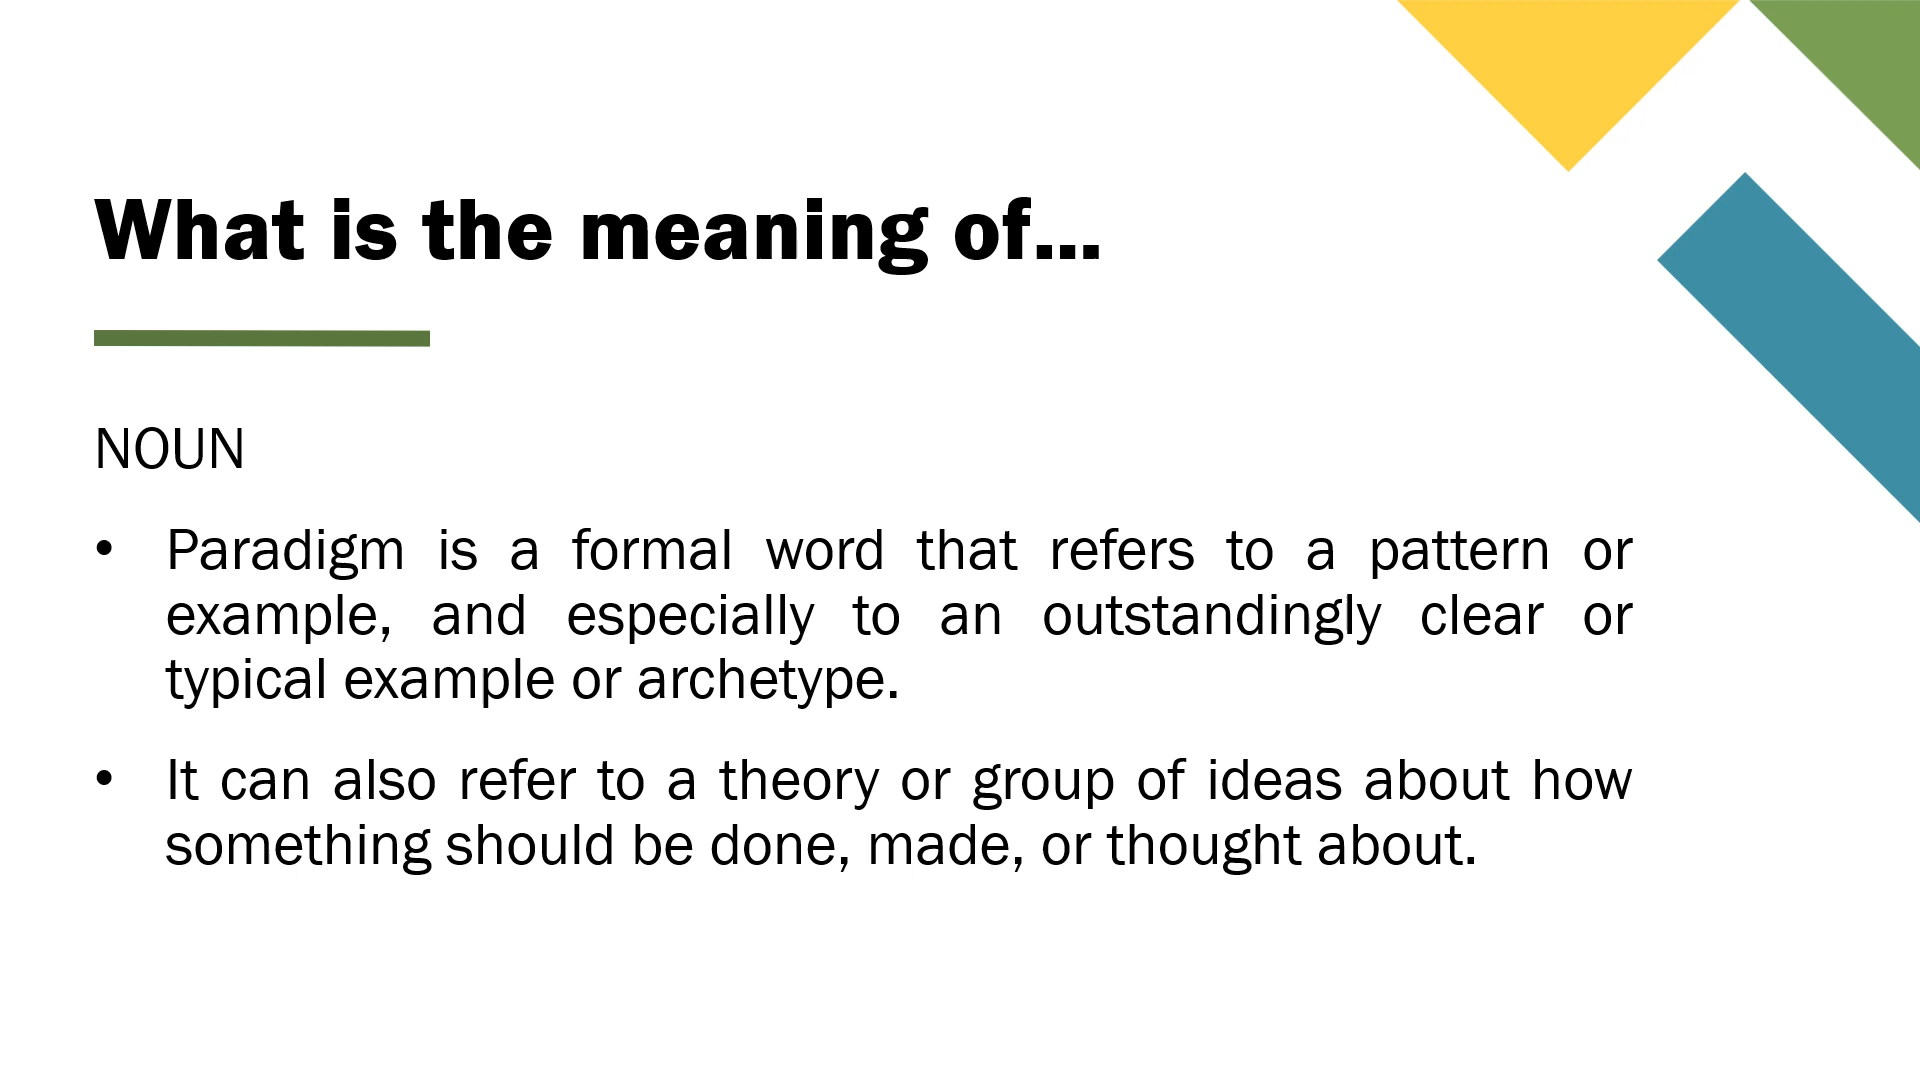 What is the meaning of...
NOUN
• Paradigm is a formal word that refers to a pattern or
example, and especially to an outstandingly clear or
typical example or archetype.
• It can also refer to a theory or group of ideas about how
something should be done, made, or thought about.